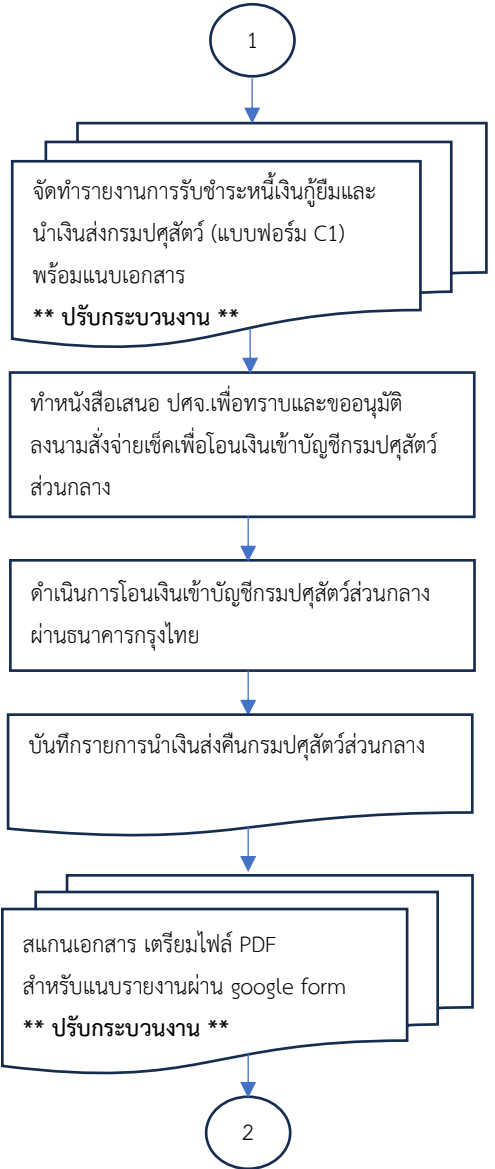 1
จัดทำรายงานการรับชำระหนี้เงินกู้ยืมและ
นำเงินส่งกรมปศุสัตว์ (แบบฟอร์ม C1)
พร้อมแนบเอกสาร
** ปรับกระบวนงาน **
ทำหนังสือเสนอ ปศจ.เพื่อทราบและขออนุมัติ
ลงนามสั่งจ่ายเช็คเพื่อโอนเงินเข้าบัญชีกรมปศุสัตว์
ส่วนกลาง
ดำเนินการโอนเงินเข้าบัญชีกรมปศุสัตว์ส่วนกลาง
ผ่านธนาคารกรุงไทย
บันทึกรายการนำเงินส่งคืนกรมปศุสัตว์ส่วนกลาง
สแกนเอกสาร เตรียมไฟล์ PDF
สำหรับแนบรายงานผ่าน google form
** ปรับกระบวนงาน **
2